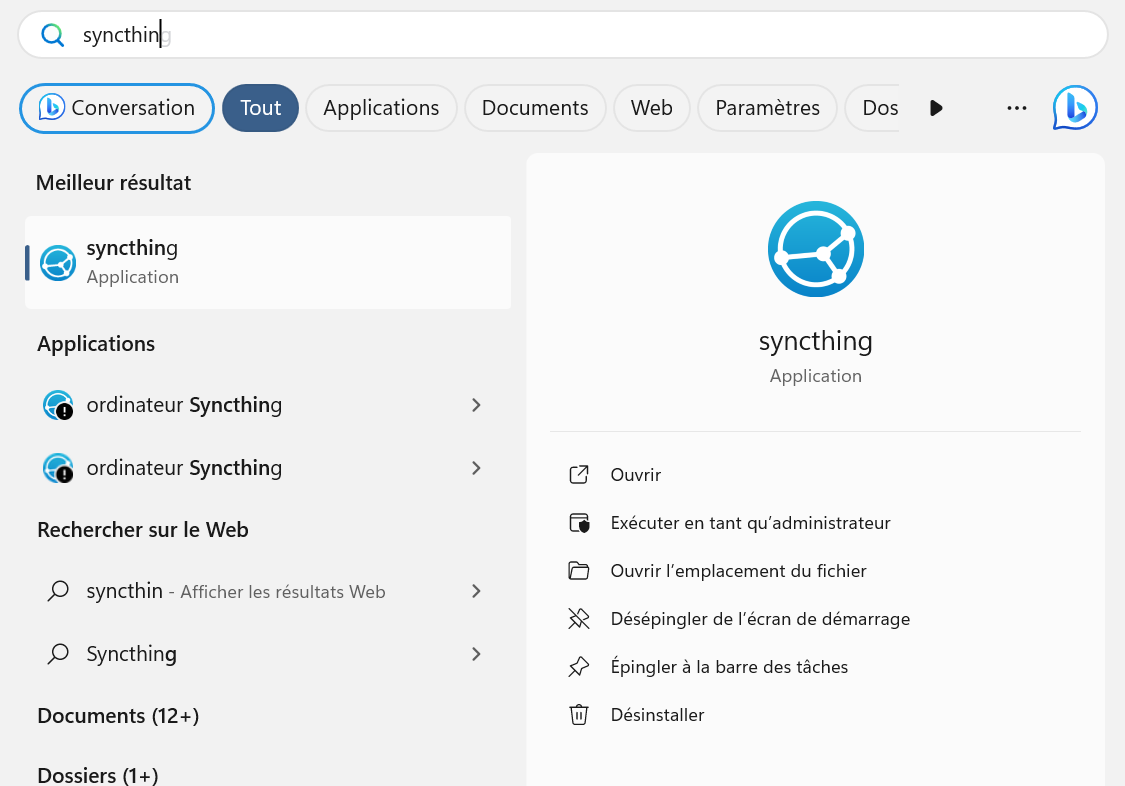 syncthing
Conversation
Tout
Applications
Documents
Web
Paramètres
Dos
Meilleur résultat
syncthing
Application
Applications
ordinateur Syncthing
ordinateur Syncthing
Rechercher sur le Web
syncthin - Afficher les résultats Web
Syncthing
Documents (12+)
Dossiers (1+)
syncthing
Application
Ouvrir
Exécuter en tant qu'administrateur
Ouvrir l'emplacement du fichier
Désépingler de l'écran de démarrage
Épingler à la barre des tâches
Désinstaller